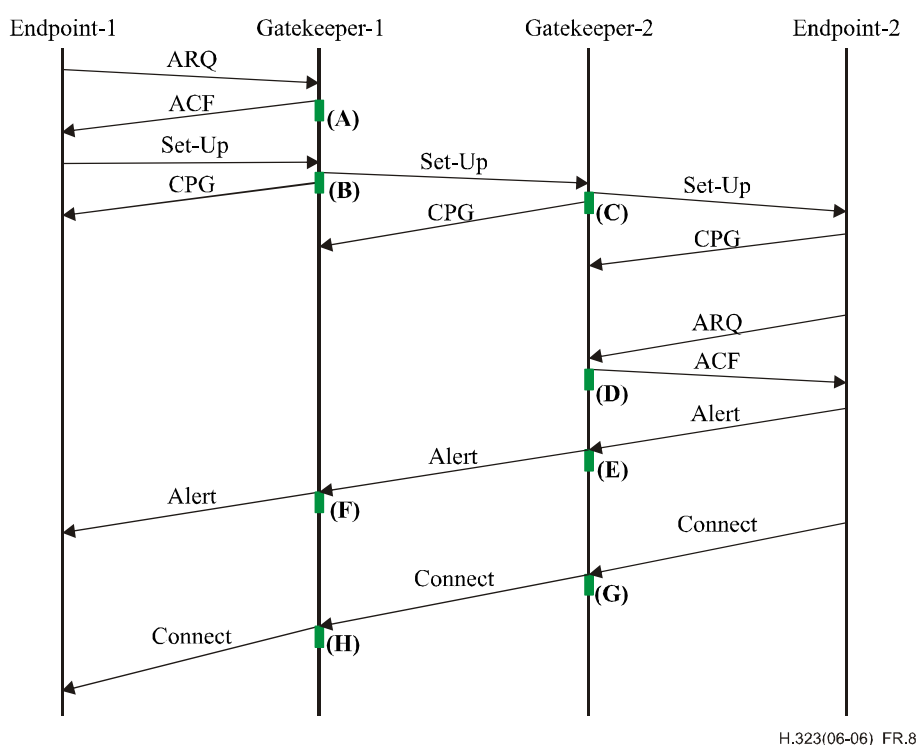 Endpoint-1 Gatekeeper-1 Gatekeeper-2 Endpoint-2
ARQ
ACF
(A)
Set-Up
Set-Up
CPG
(B)
Set-Up
CPG
(C)
CPG
ARQ
ACF
(D)
Alert
Alert
(E)
Alert
(F)
Connect
Connect
(G)
Connect
(H)
H.323(06-06) FR.8